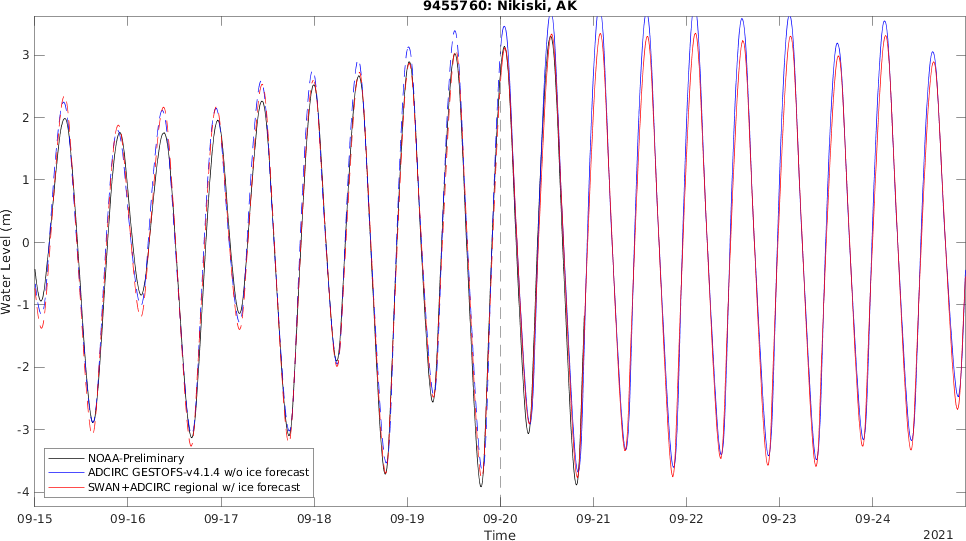 9455760: Nikiski, AK
Water Level (m)
3
2
1
0
-1
-2
-3
-4
NOAA-Preliminary
ADCIRC GESTOFS-v4.1.4 w/o ice forecast
SWAN+ADCIRC regional w/ ice forecast
09-15 09-16 09-17 09-18 09-19 09-20 09-21 09-22 09-23 09-24
Time
2021